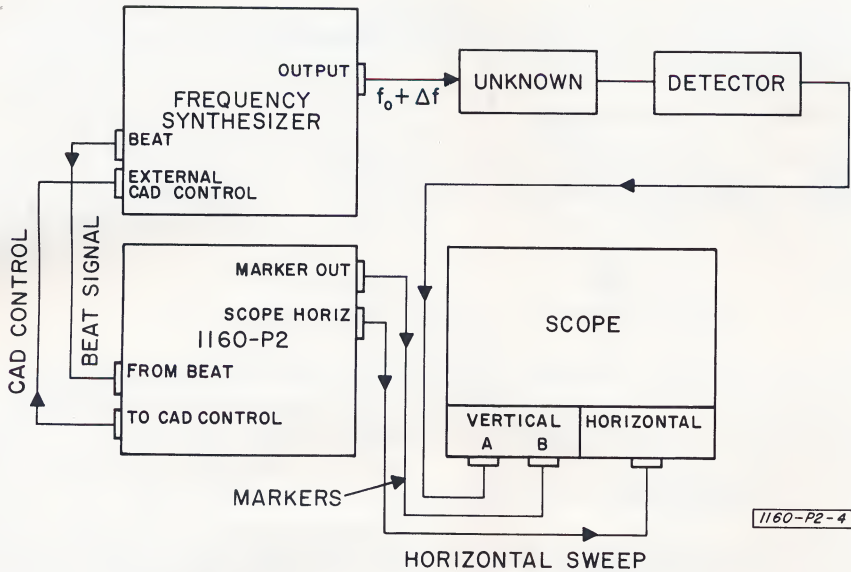 OUTPUT
FREQUENCY
SYNTHESIZER
BEAT
EXTERNAL
CAD CONTROL
f₀ + Δf
UNKNOWN
DETECTOR
CAD CONTROL
BEAT SIGNAL
MARKER OUT
SCOPE HORIZ
1160-P2
FROM BEAT
TO CAD CONTROL
SCOPE
VERTICAL
A B
HORIZONTAL
MARKERS
HORIZONTAL SWEEP
1160-P2-4